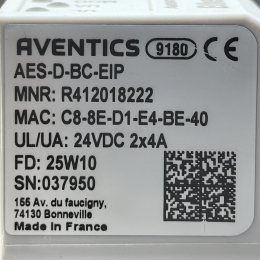 AVENTICS 9180 CE
AES-D-BC-EIP
MNR: R412018222
MAC: C8-8E-D1-E4-BE-40
UL/UA: 24VDC 2x4A
FD: 25W10
SN:037950
155 Av. du faucigny,
74130 Bonneville
Made in France